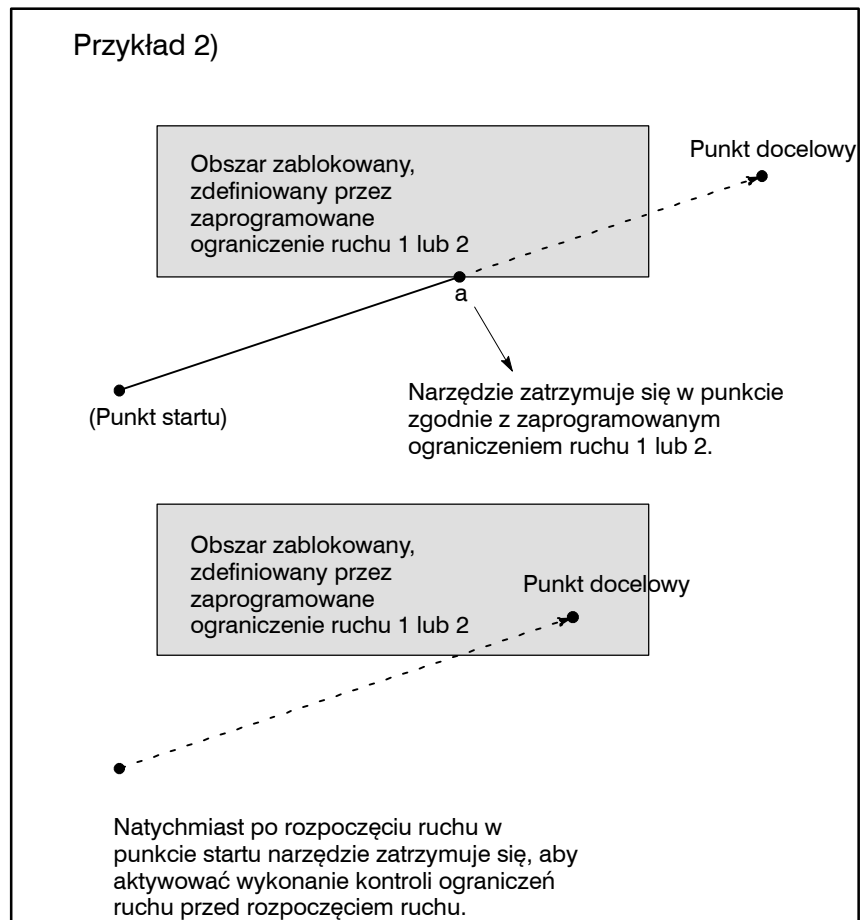 Przykład 2)
Obszar zablokowany,
zdefiniowany przez
zaprogramowane
ograniczenie ruchu 1 lub 2
Punkt docelowy
a
(Punkt startu)
Narzędzie zatrzymuje się w punkcie
zgodnie z zaprogramowanym
ograniczeniem ruchu 1 lub 2.
Obszar zablokowany,
zdefiniowany przez
zaprogramowane
ograniczenie ruchu 1 lub 2
Punkt docelowy
Natychmiast po rozpoczęciu ruchu w
punkcie startu narzędzie zatrzymuje się, aby
aktywować wykonanie kontroli ograniczeń
ruchu przed rozpoczęciem ruchu.